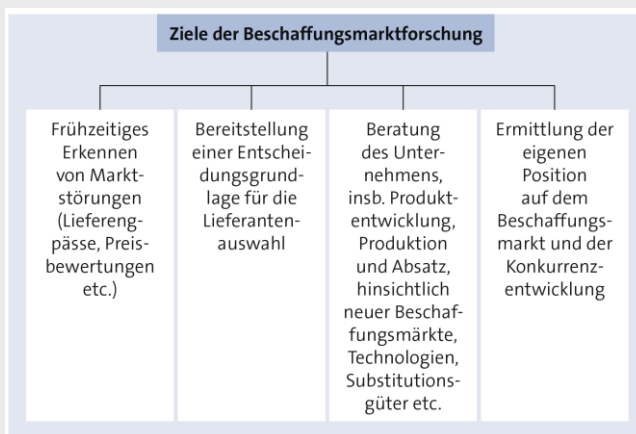 Ziele der Beschaffungsmarktforschung
Frühzeitiges
Erkennen
von Markt-
störungen
(Liefereng-
pässe, Preis-
bewertungen
etc.)
Bereitstellung
einer Entschei-
dungsgrund-
lage für die
Lieferanten-
auswahl
Beratung
des Unter-
nehmens,
insb. Produkt-
entwicklung,
Produktion
und Absatz,
hinsichtlich
neuer Beschaf-
fungsmärkte,
Technologien,
Substitutions-
güter etc.
Ermittlung der
eigenen
Position
auf dem
Beschaffungs-
markt und der
Konkurrenz-
entwicklung